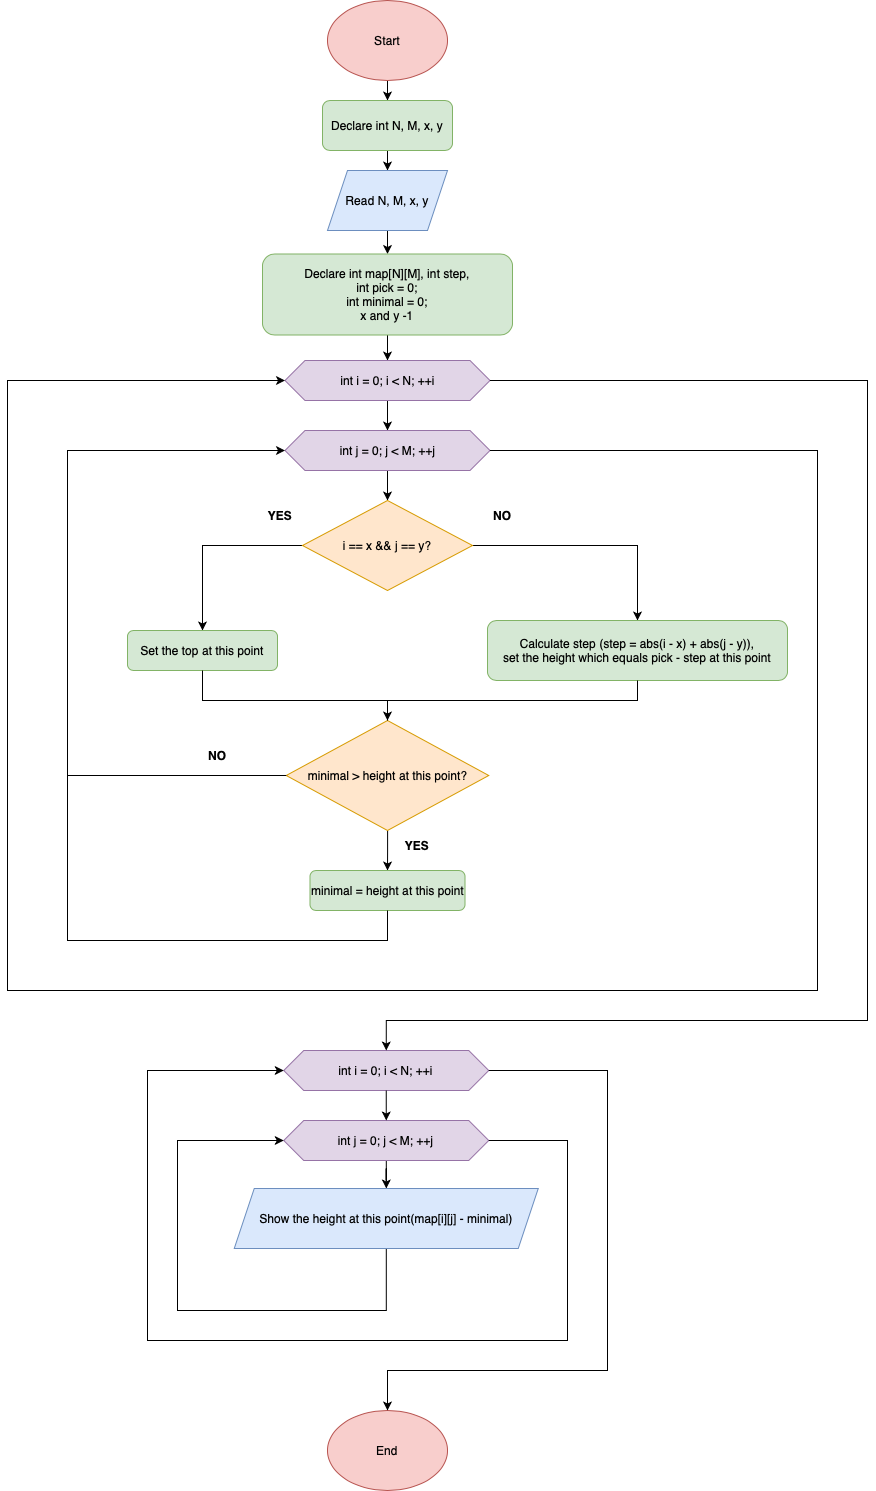 Start
Declare int N, M, x, y
Read N, M, x, y
Declare int map[N][M], int step,
int pick = 0;
int minimal = 0;
x and y -1
int i = 0; i < N; ++i
int j = 0; j < M; ++j
YES
NO
i == x && j == y?
Set the top at this point
Calculate step (step = abs(i - x) + abs(j - y)),
set the height which equals pick - step at this point
NO
minimal > height at this point?
YES
minimal = height at this point
int i = 0; i < N; ++i
int j = 0; j < M; ++j
Show the height at this point(map[i][j] - minimal)
End